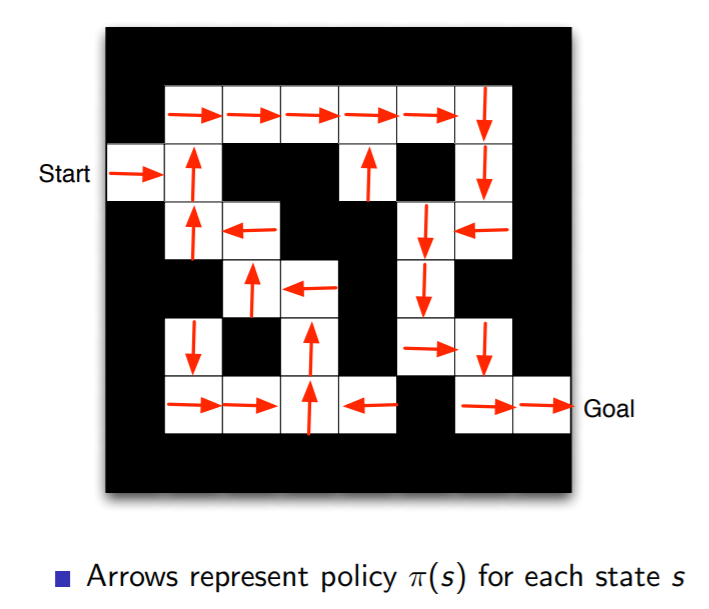 Start
Goal
Arrows represent policy π(s) for each state s